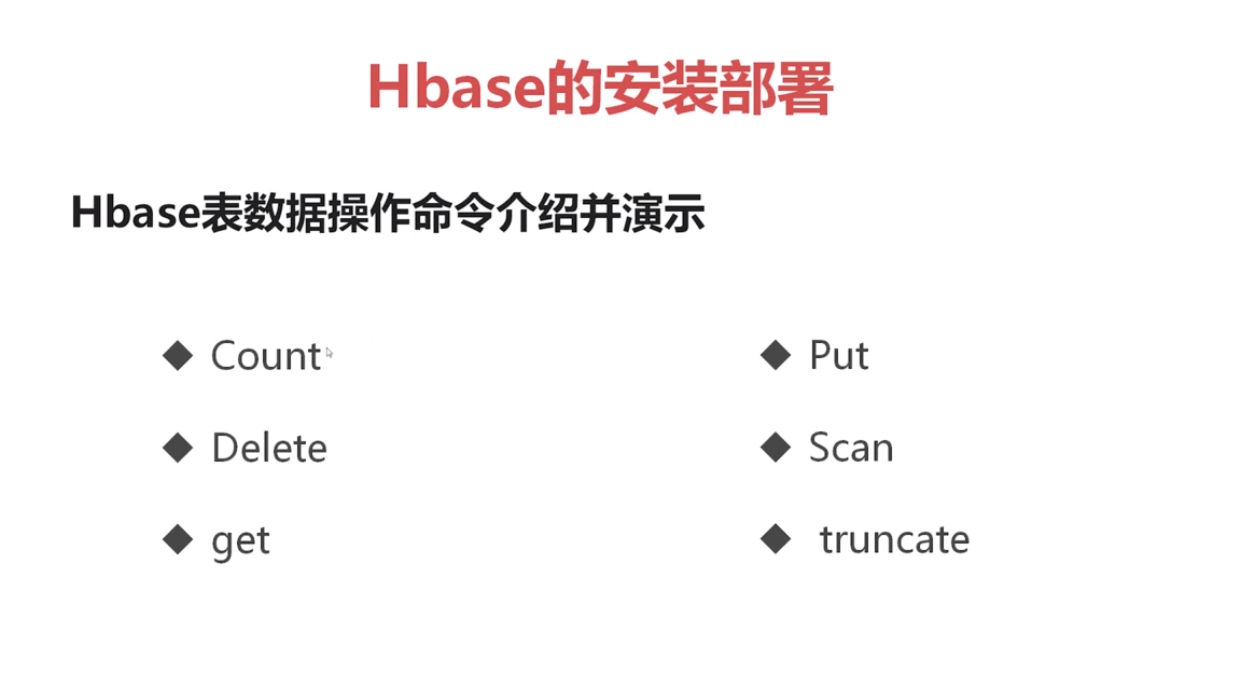 Hbase的安装部署
Hbase表数据操作命令介绍并演示
◆ Count
◆ Put
◆ Delete
◆ Scan
◆ get
◆ truncate